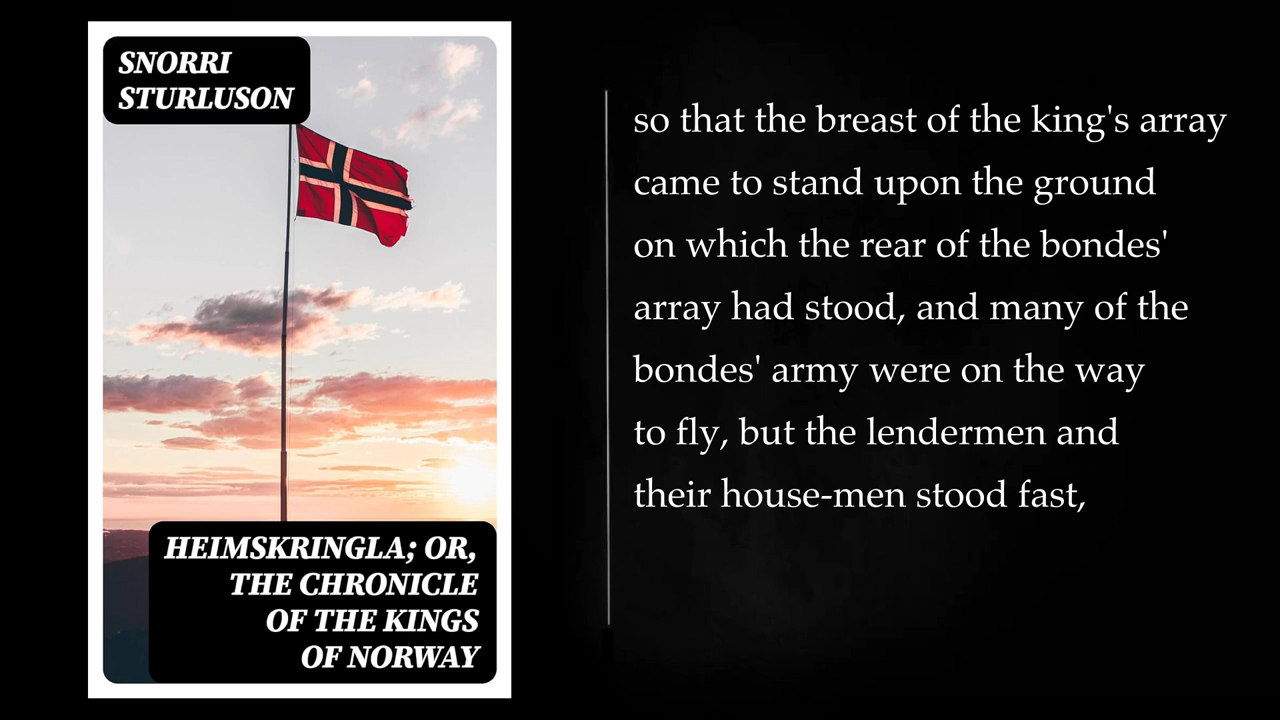 SNORRI
STURLUSON
HEIMSKRINGLA; OR,
THE CHRONICLE
OF THE KINGS
OF NORWAY
so that the breast of the king's array
came to stand upon the ground
on which the rear of the bondes'
array had stood, and many of the
bondes' army were on the way
to fly, but the lendermen and
their house-men stood fast,